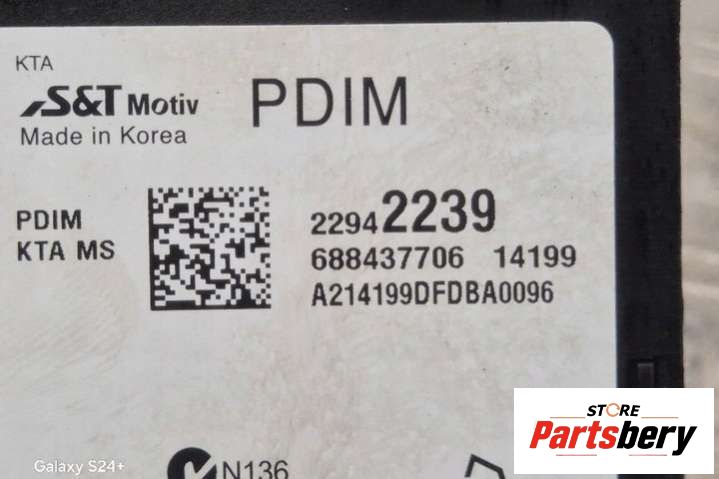 KTA
S&T Motiv
PDIM
Made in Korea
PDIM
KTA MS
22942239
688437706 14199
A214199DFDBA0096
N136
Galaxy S24+
STORE
Partsbery